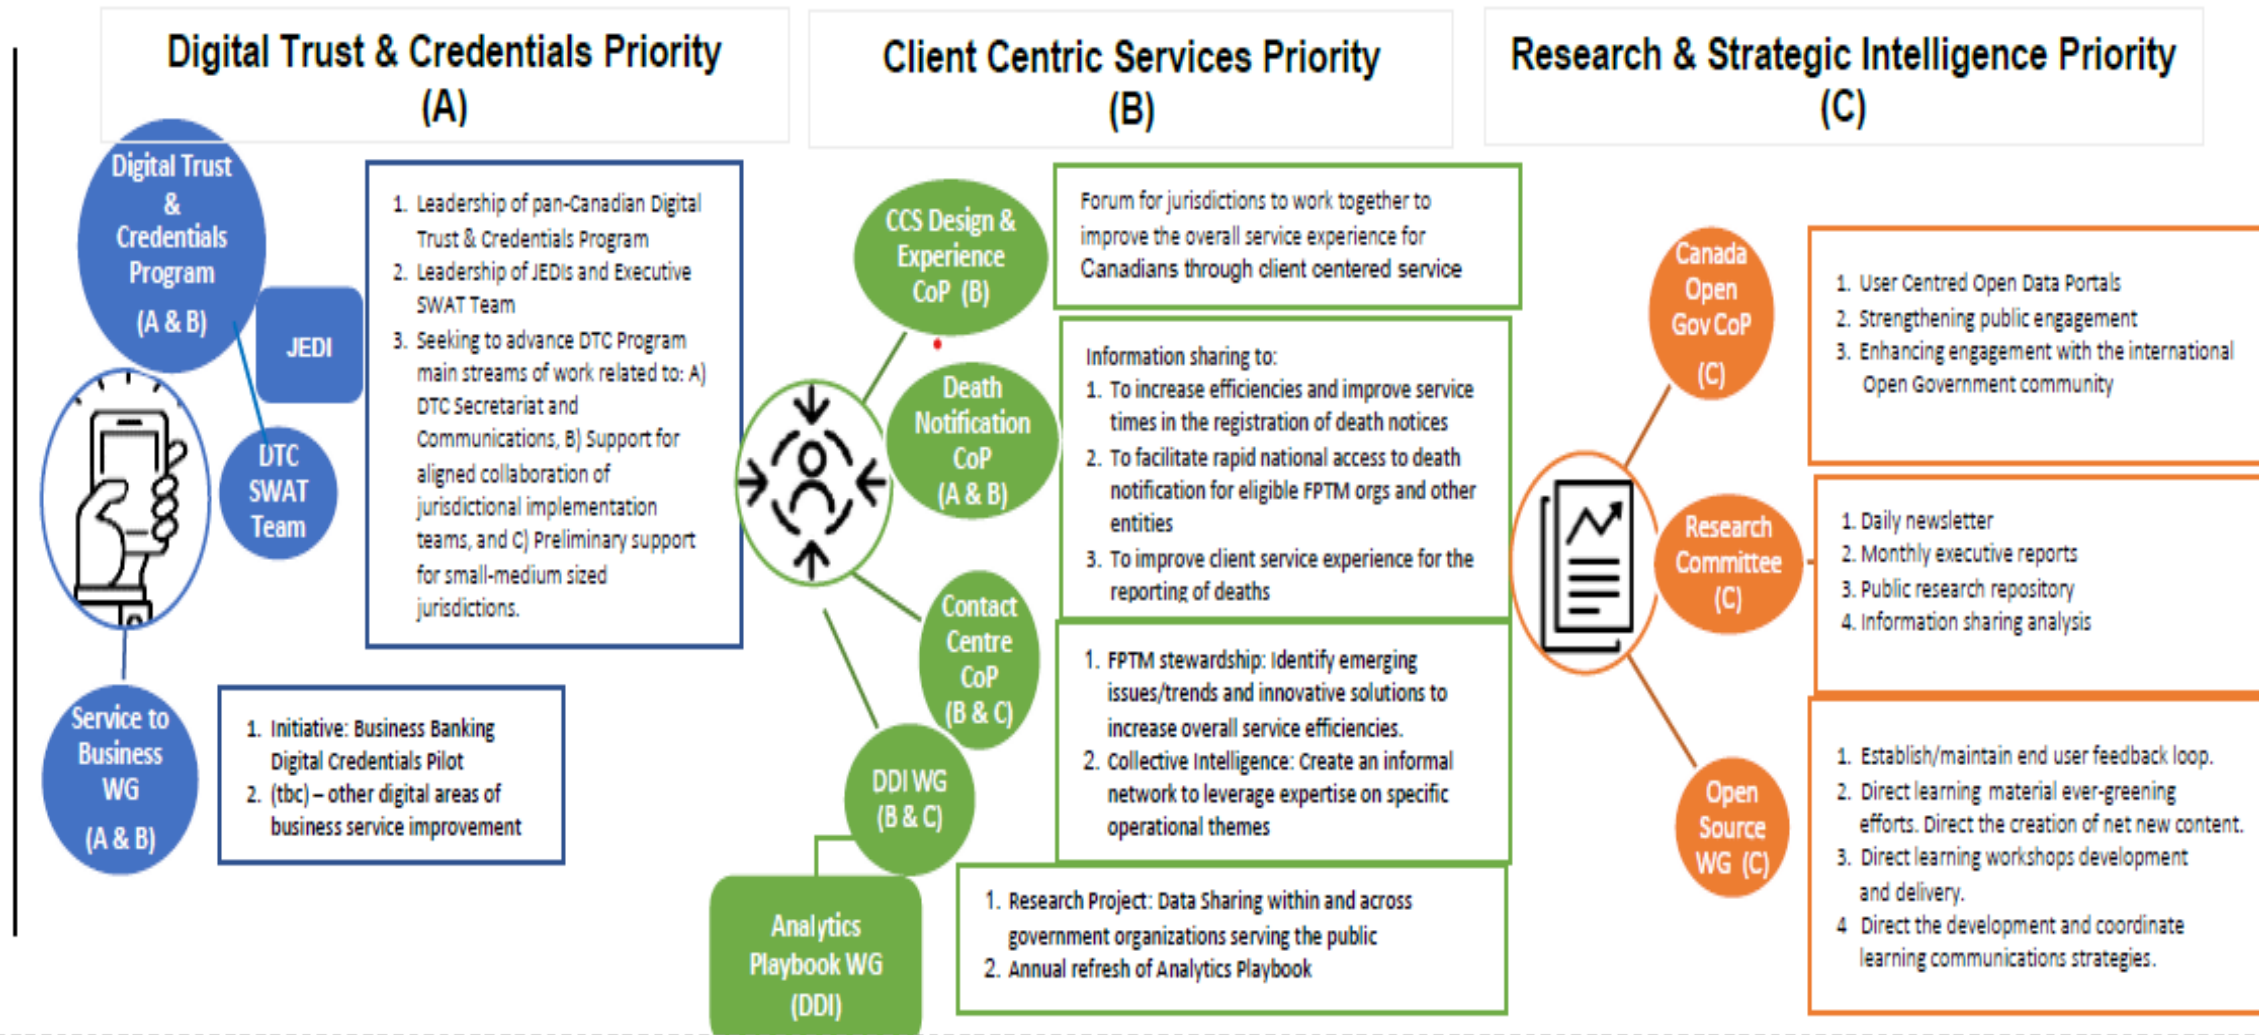 Digital Trust & Credentials Priority
(A)
Digital Trust
&
Credentials
Program
(A & B)
JEDI
DTC
SWAT
Team
1. Leadership of pan-Canadian Digital
Trust & Credentials Program
2. Leadership of JEDIs and Executive
SWAT Team
3. Seeking to advance DTC Program
main streams of work related to: A)
DTC Secretariat and
Communications, B) Support for
aligned collaboration of
jurisdictional implementation
teams, and C) Preliminary support
for small-medium sized
jurisdictions.
Service to
Business
WG
(A & B)
1. Initiative: Business Banking
Digital Credentials Pilot
2. (tbc) – other digital areas of
business service improvement
Client Centric Services Priority
(B)
CCS Design &
Experience
CoP (B)
Forum for jurisdictions to work together to
improve the overall service experience for
Canadians through client centered service
Death
Notification
CoP
(A & B)
Information sharing to:
1. To increase efficiencies and improve service
times in the registration of death notices
2. To facilitate rapid national access to death
notification for eligible FPTM orgs and other
entities
3. To improve client service experience for the
reporting of deaths
Contact
Centre
CoP
(B & C)
1. FPTM stewardship: Identify emerging
issues/trends and innovative solutions to
increase overall service efficiencies.
2. Collective Intelligence: Create an informal
network to leverage expertise on specific
operational themes
DDI WG
(B & C)
Analytics
Playbook WG
(DDI)
1. Research Project: Data Sharing within and across
government organizations serving the public
2. Annual refresh of Analytics Playbook
Research & Strategic Intelligence Priority
(C)
Canada
Open
Gov CoP
(C)
1. User Centred Open Data Portals
2. Strengthening public engagement
3. Enhancing engagement with the international
Open Government community
Research
Committee
(C)
1. Daily newsletter
2. Monthly executive reports
3. Public research repository
4. Information sharing analysis
Open
Source
WG (C)
1. Establish/maintain end user feedback loop.
2. Direct learning material ever-greening
efforts. Direct the creation of net new content.
3. Direct learning workshops development
and delivery.
4 Direct the development and coordinate
learning communications strategies.